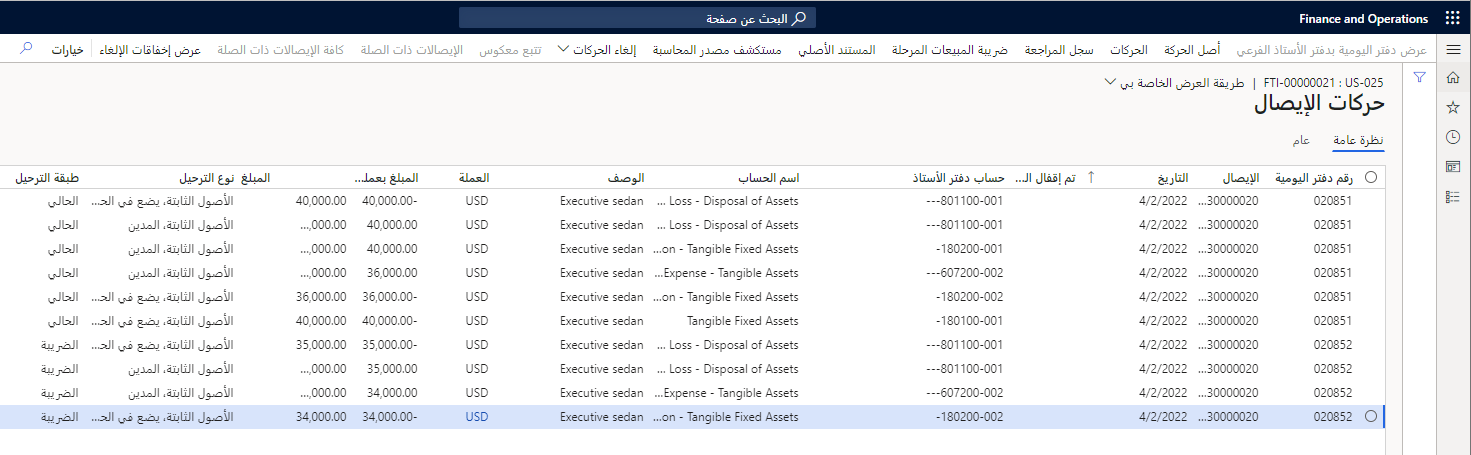 Finance and Operations البحث عن صفحة
عرض دفتر اليومية بدفتر الأستاذ الفرعي أصل الحركة الحركات سجل المراجعة ضريبة المبيعات المرحلة المستند الأصلي مستكشف مصدر المحاسبة إلغاء الحركات تتبع معكوس الإيصالات ذات الصلة كافة الإيصالات ذات الصلة عرض إخفاقات الإلغاء خيارات
FTI-00000021 : US-025 | طريقة العرض الخاصة بي
حركات الإيصال
نظرة عامة عام
رقم دفتر اليومية الإيصال التاريخ تم إقفال الـ... حساب دفتر الأستاذ اسم الحساب الوصف العملة المبلغ بعملـ... المبلغ نوع الترحيل طبقة الترحيل
020851 30000020... 4/2/2022 801100-001--- Loss - Disposal of Assets ... Executive sedan USD 40,000.00- 40,000.00 الأصول الثابتة، يضع في الحـ... الحالي
020851 30000020... 4/2/2022 801100-001--- Loss - Disposal of Assets ... Executive sedan USD 40,000.00 ,000.00... الأصول الثابتة، المدين الحالي
020851 30000020... 4/2/2022 180200-001- on - Tangible Fixed Assets... Executive sedan USD 40,000.00 ,000.00... الأصول الثابتة، المدين الحالي
020851 30000020... 4/2/2022 607200-002--- Expense - Tangible Assets... Executive sedan USD 36,000.00 ,000.00... الأصول الثابتة، المدين الحالي
020851 30000020... 4/2/2022 180200-002- on - Tangible Fixed Assets... Executive sedan USD 36,000.00- 36,000.00 الأصول الثابتة، يضع في الحـ... الحالي
020851 30000020... 4/2/2022 180100-001- Tangible Fixed Assets Executive sedan USD 40,000.00- 40,000.00 الأصول الثابتة، يضع في الحـ... الحالي
020852 30000020... 4/2/2022 801100-001--- Loss - Disposal of Assets ... Executive sedan USD 35,000.00- 35,000.00 الأصول الثابتة، يضع في الحـ... الضريبة
020852 30000020... 4/2/2022 801100-001--- Loss - Disposal of Assets ... Executive sedan USD 35,000.00 ,000.00... الأصول الثابتة، المدين الضريبة
020852 30000020... 4/2/2022 607200-002--- Expense - Tangible Assets... Executive sedan USD 34,000.00 ,000.00... الأصول الثابتة، المدين الضريبة
020852 30000020... 4/2/2022 180200-002- on - Tangible Fixed Assets... Executive sedan USD 34,000.00- 34,000.00 الأصول الثابتة، يضع في الحـ... الضريبة